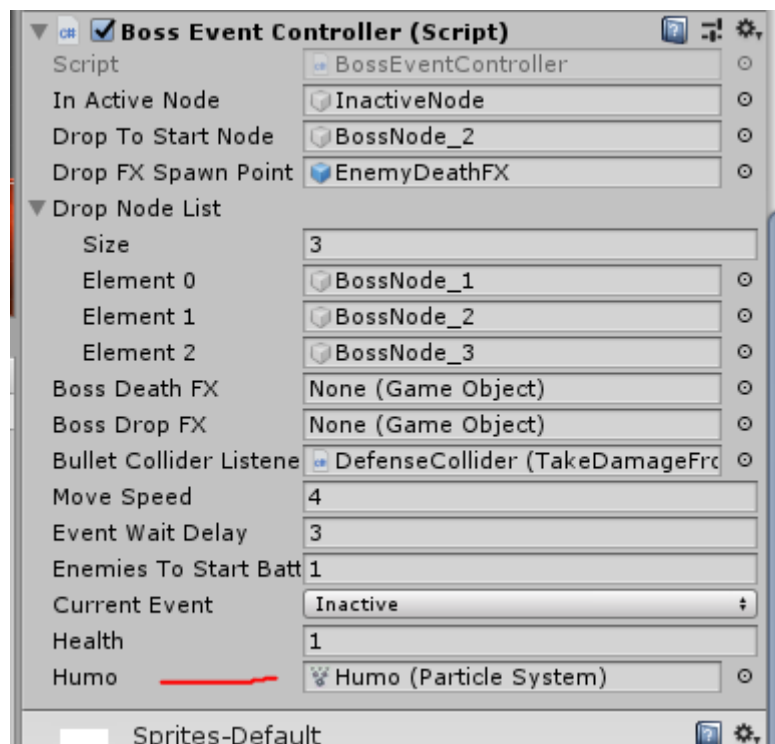 Boss Event Controller (Script)
Script BossEventController
In Active Node InactiveNode
Drop To Start Node BossNode_2
Drop FX Spawn Point EnemyDeathFX
Drop Node List
Size 3
Element 0 BossNode_1
Element 1 BossNode_2
Element 2 BossNode_3
Boss Death FX None (Game Object)
Boss Drop FX None (Game Object)
Bullet Collider Listene DefenseCollider (TakeDamageFro
Move Speed 4
Event Wait Delay 3
Enemies To Start Batt 1
Current Event Inactive
Health 1
Humo Humo (Particle System)
Sprites-Default